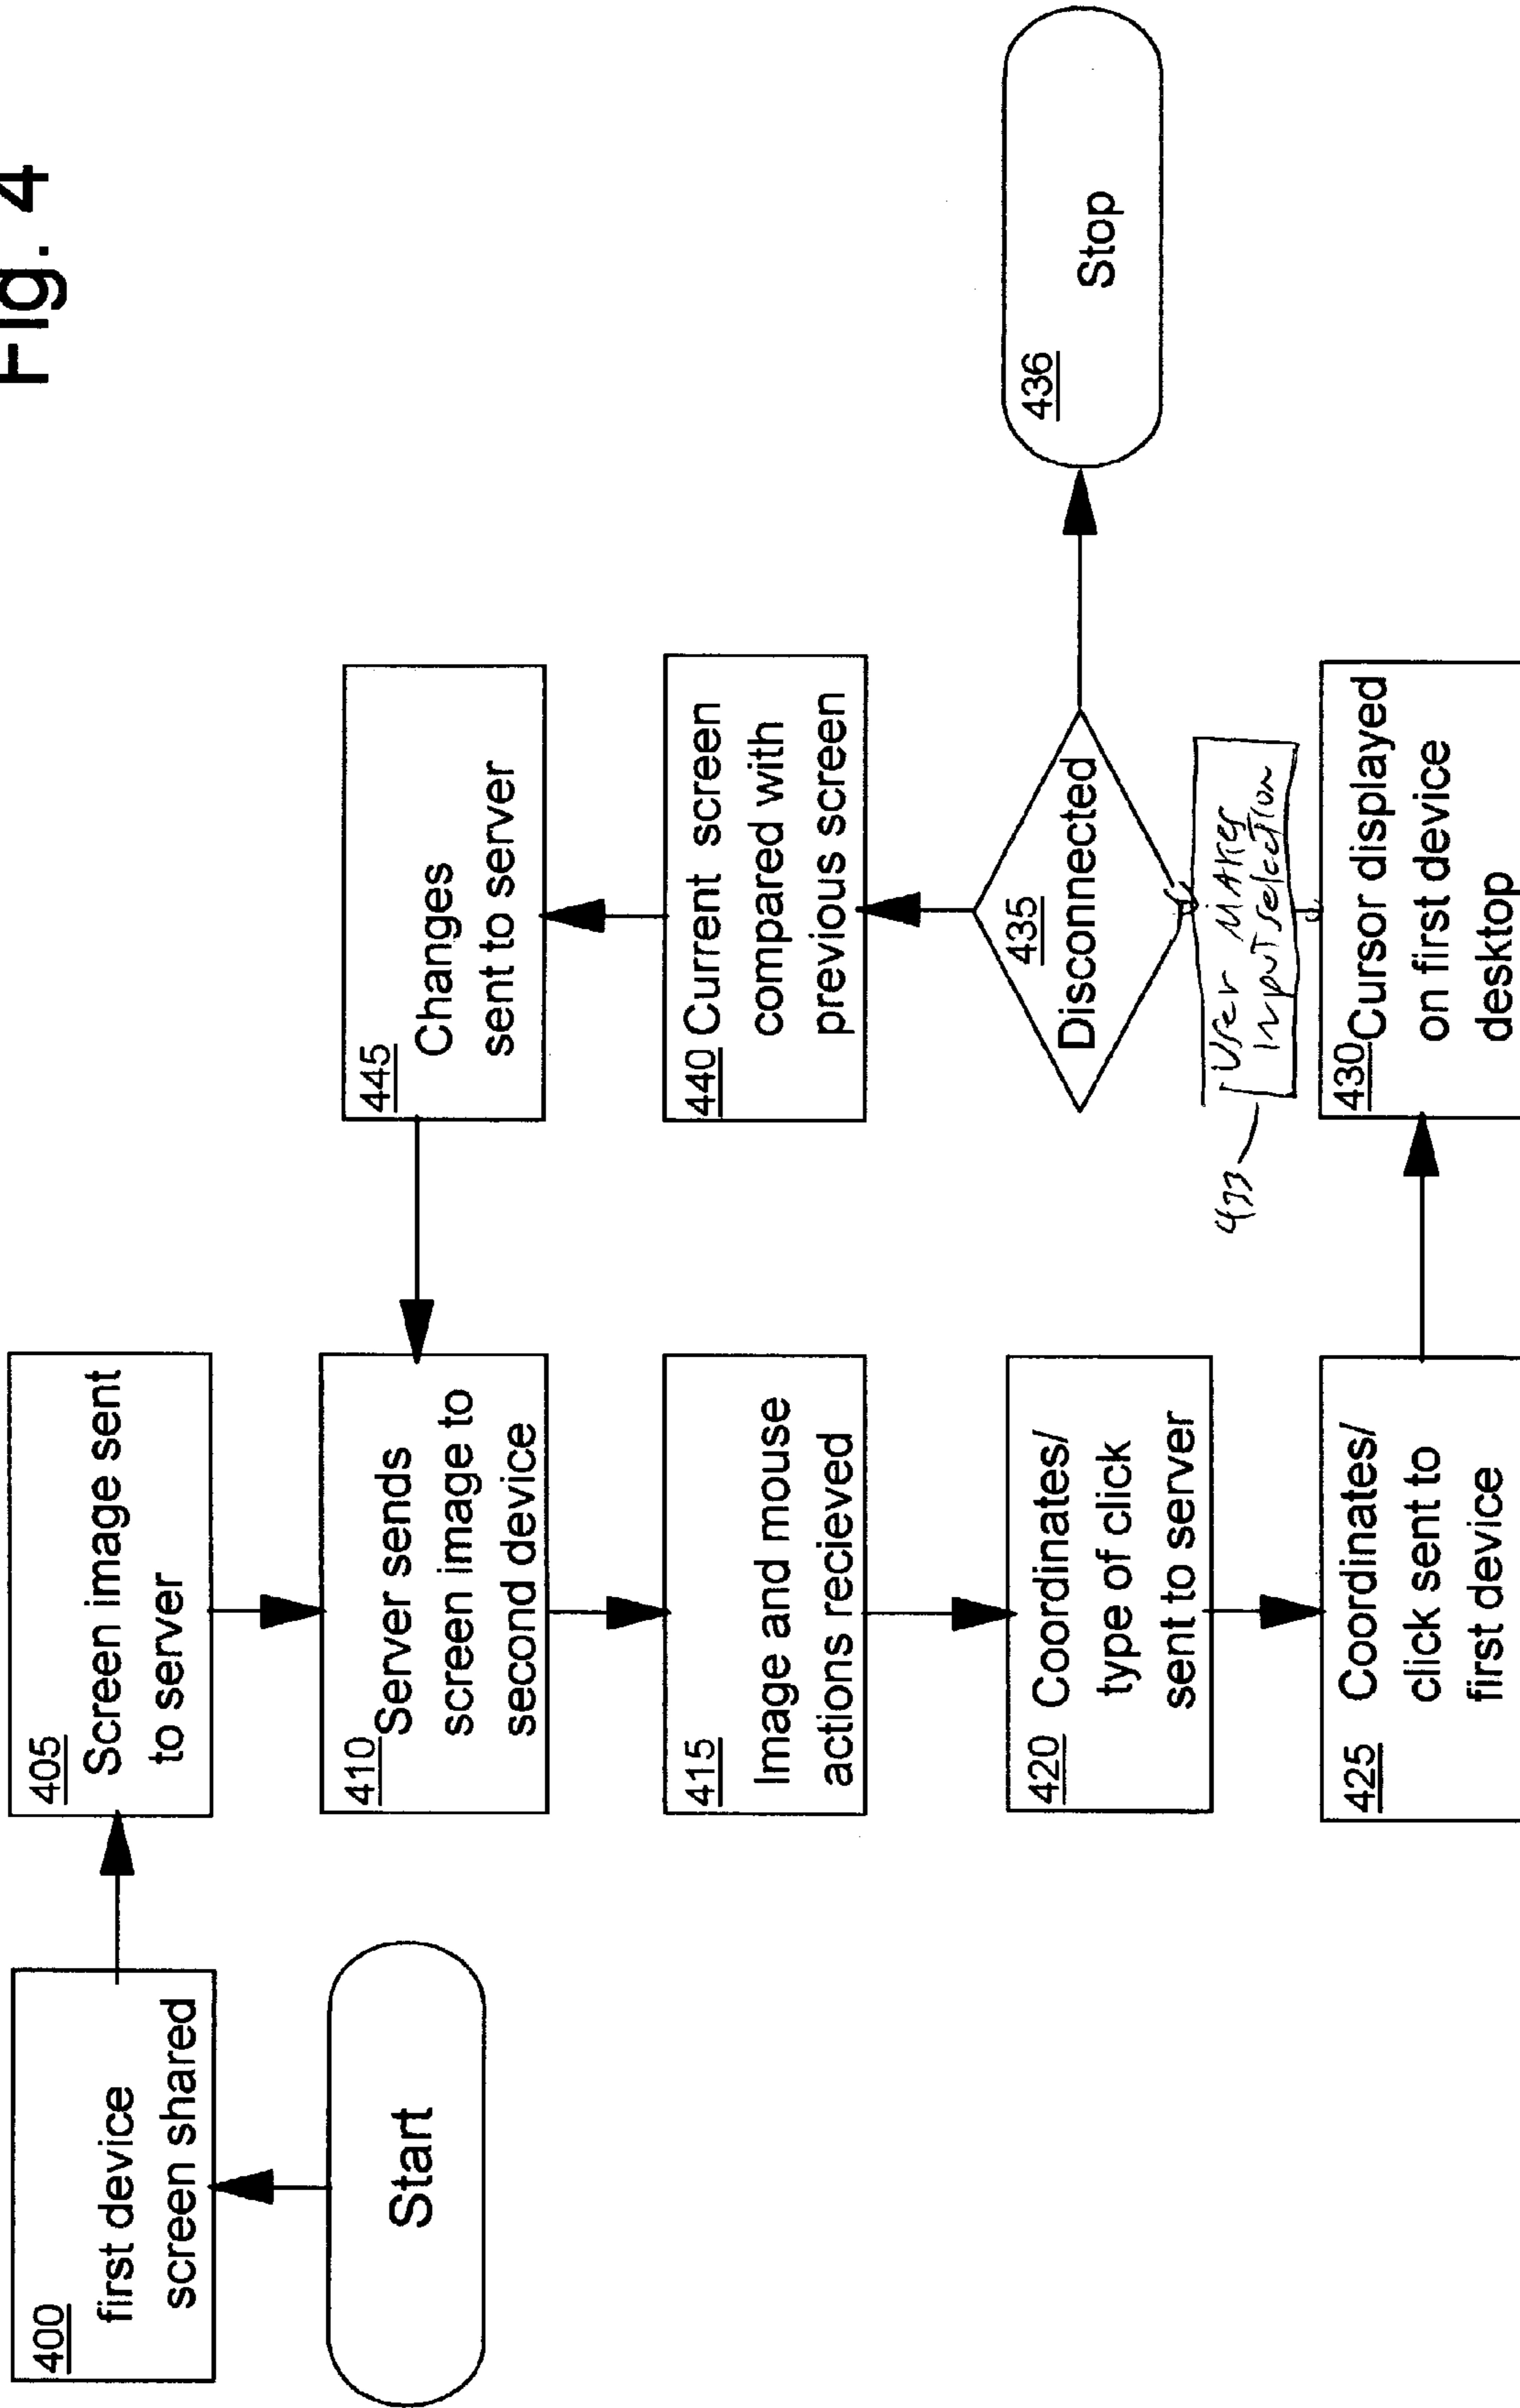 Fig. 4
400
first device
screen shared
Start
405
Screen image sent
to server
410
Server sends
screen image to
second device
415
Image and mouse
actions recieved
420
Coordinates/
type of click
sent to server
425
Coordinates/
click sent to
first device
430
Cursor displayed
on first device
desktop
433
User MAkes
Input selection
435
Disconnected
436
Stop
440
Current screen
compared with
previous screen
445
Changes
sent to server